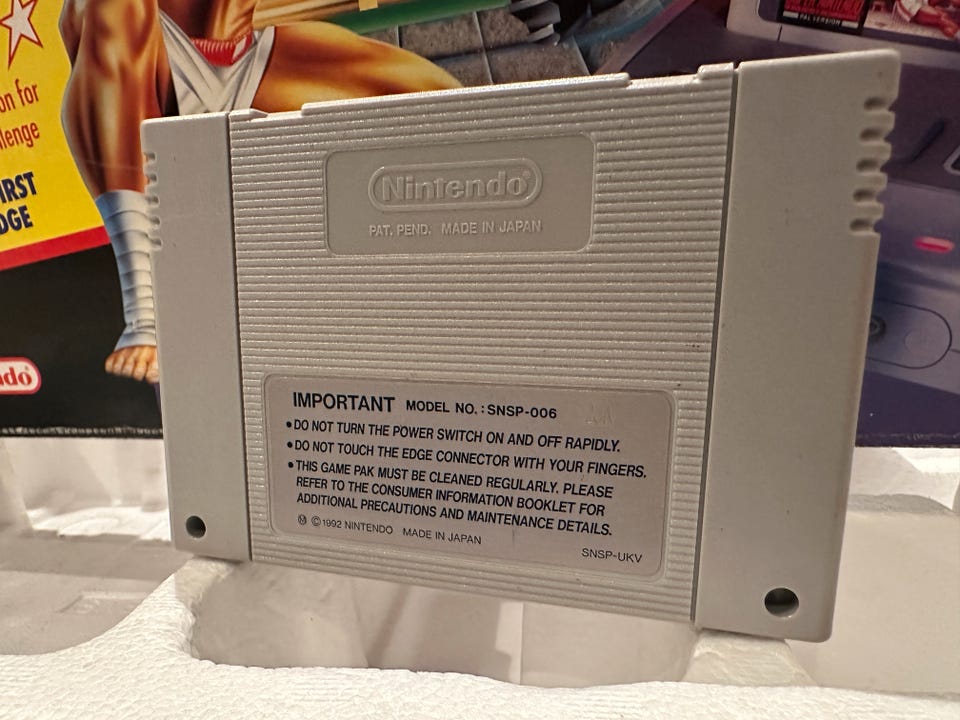 PAL VERSION
on for
lenge
IRST
DGE
ndo
Nintendo®
PAT. PEND. MADE IN JAPAN
IMPORTANT MODEL NO. : SNSP-006
•DO NOT TURN THE POWER SWITCH ON AND OFF RAPIDLY.
•DO NOT TOUCH THE EDGE CONNECTOR WITH YOUR FINGERS.
•THIS GAME PAK MUST BE CLEANED REGULARLY. PLEASE
REFER TO THE CONSUMER INFORMATION BOOKLET FOR
ADDITIONAL PRECAUTIONS AND MAINTENANCE DETAILS.
Ⓜ ©1992 NINTENDO MADE IN JAPAN
SNSP-UKV